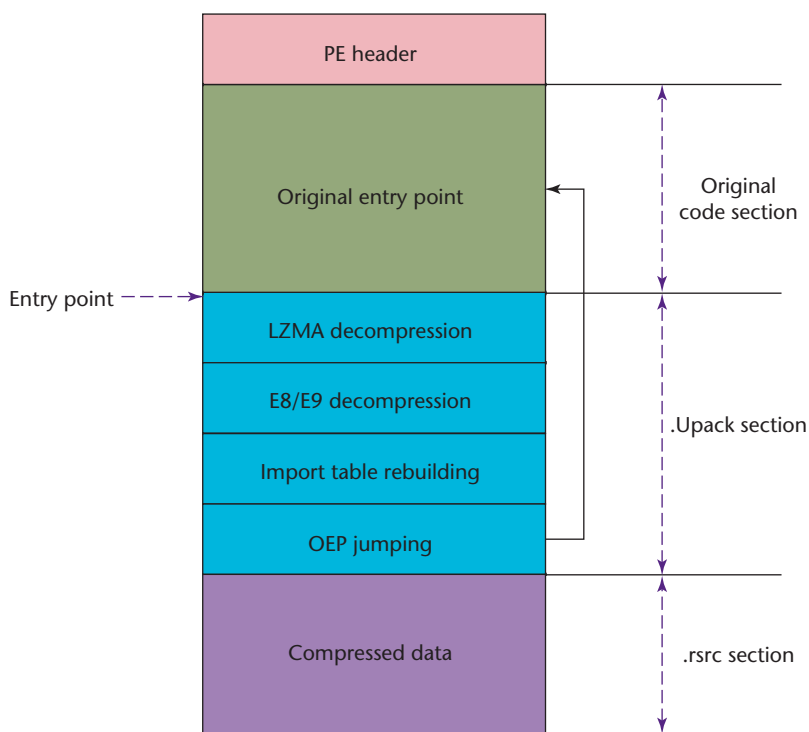 PE header
Original entry point
Original
code section
Entry point
LZMA decompression
E8/E9 decompression
.Upack section
Import table rebuilding
OEP jumping
Compressed data
.rsrc section